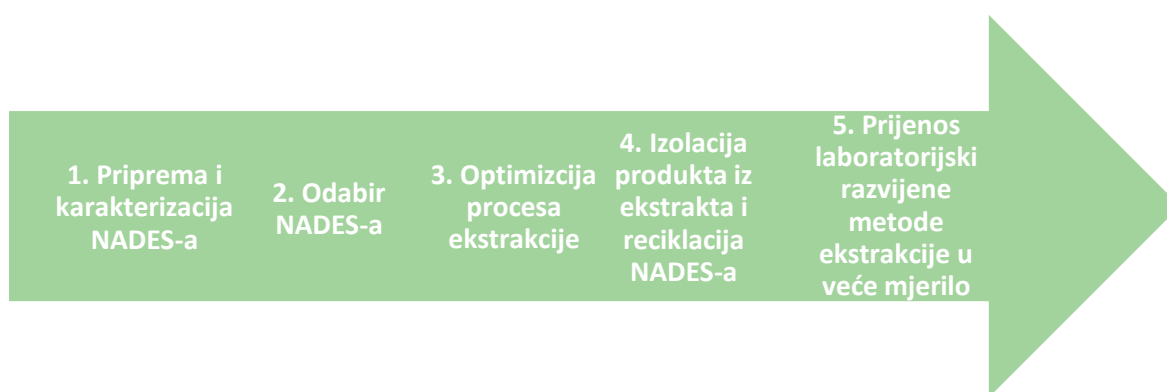 1. Priprema i
karakterizacija
NADES-a
2. Odabir
NADES-a
3. Optimizcija
procesa
ekstrakcije
4. Izolacija
produkta iz
ekstrakta i
reciklacija
NADES-a
5. Prijenos
laboratorijski
razvijene
metode
ekstrakcije u
veće mjerilo